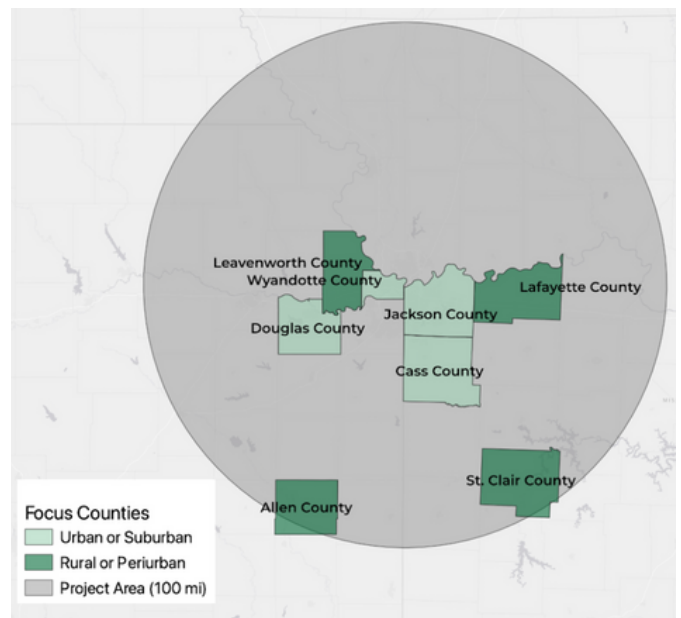 Leavenworth County
Wyandotte County
Lafayette County
Jackson County
Douglas County
Cass County
St. Clair County
Allen County
Focus Counties
Urban or Suburban
Rural or Periurban
Project Area (100 mi)